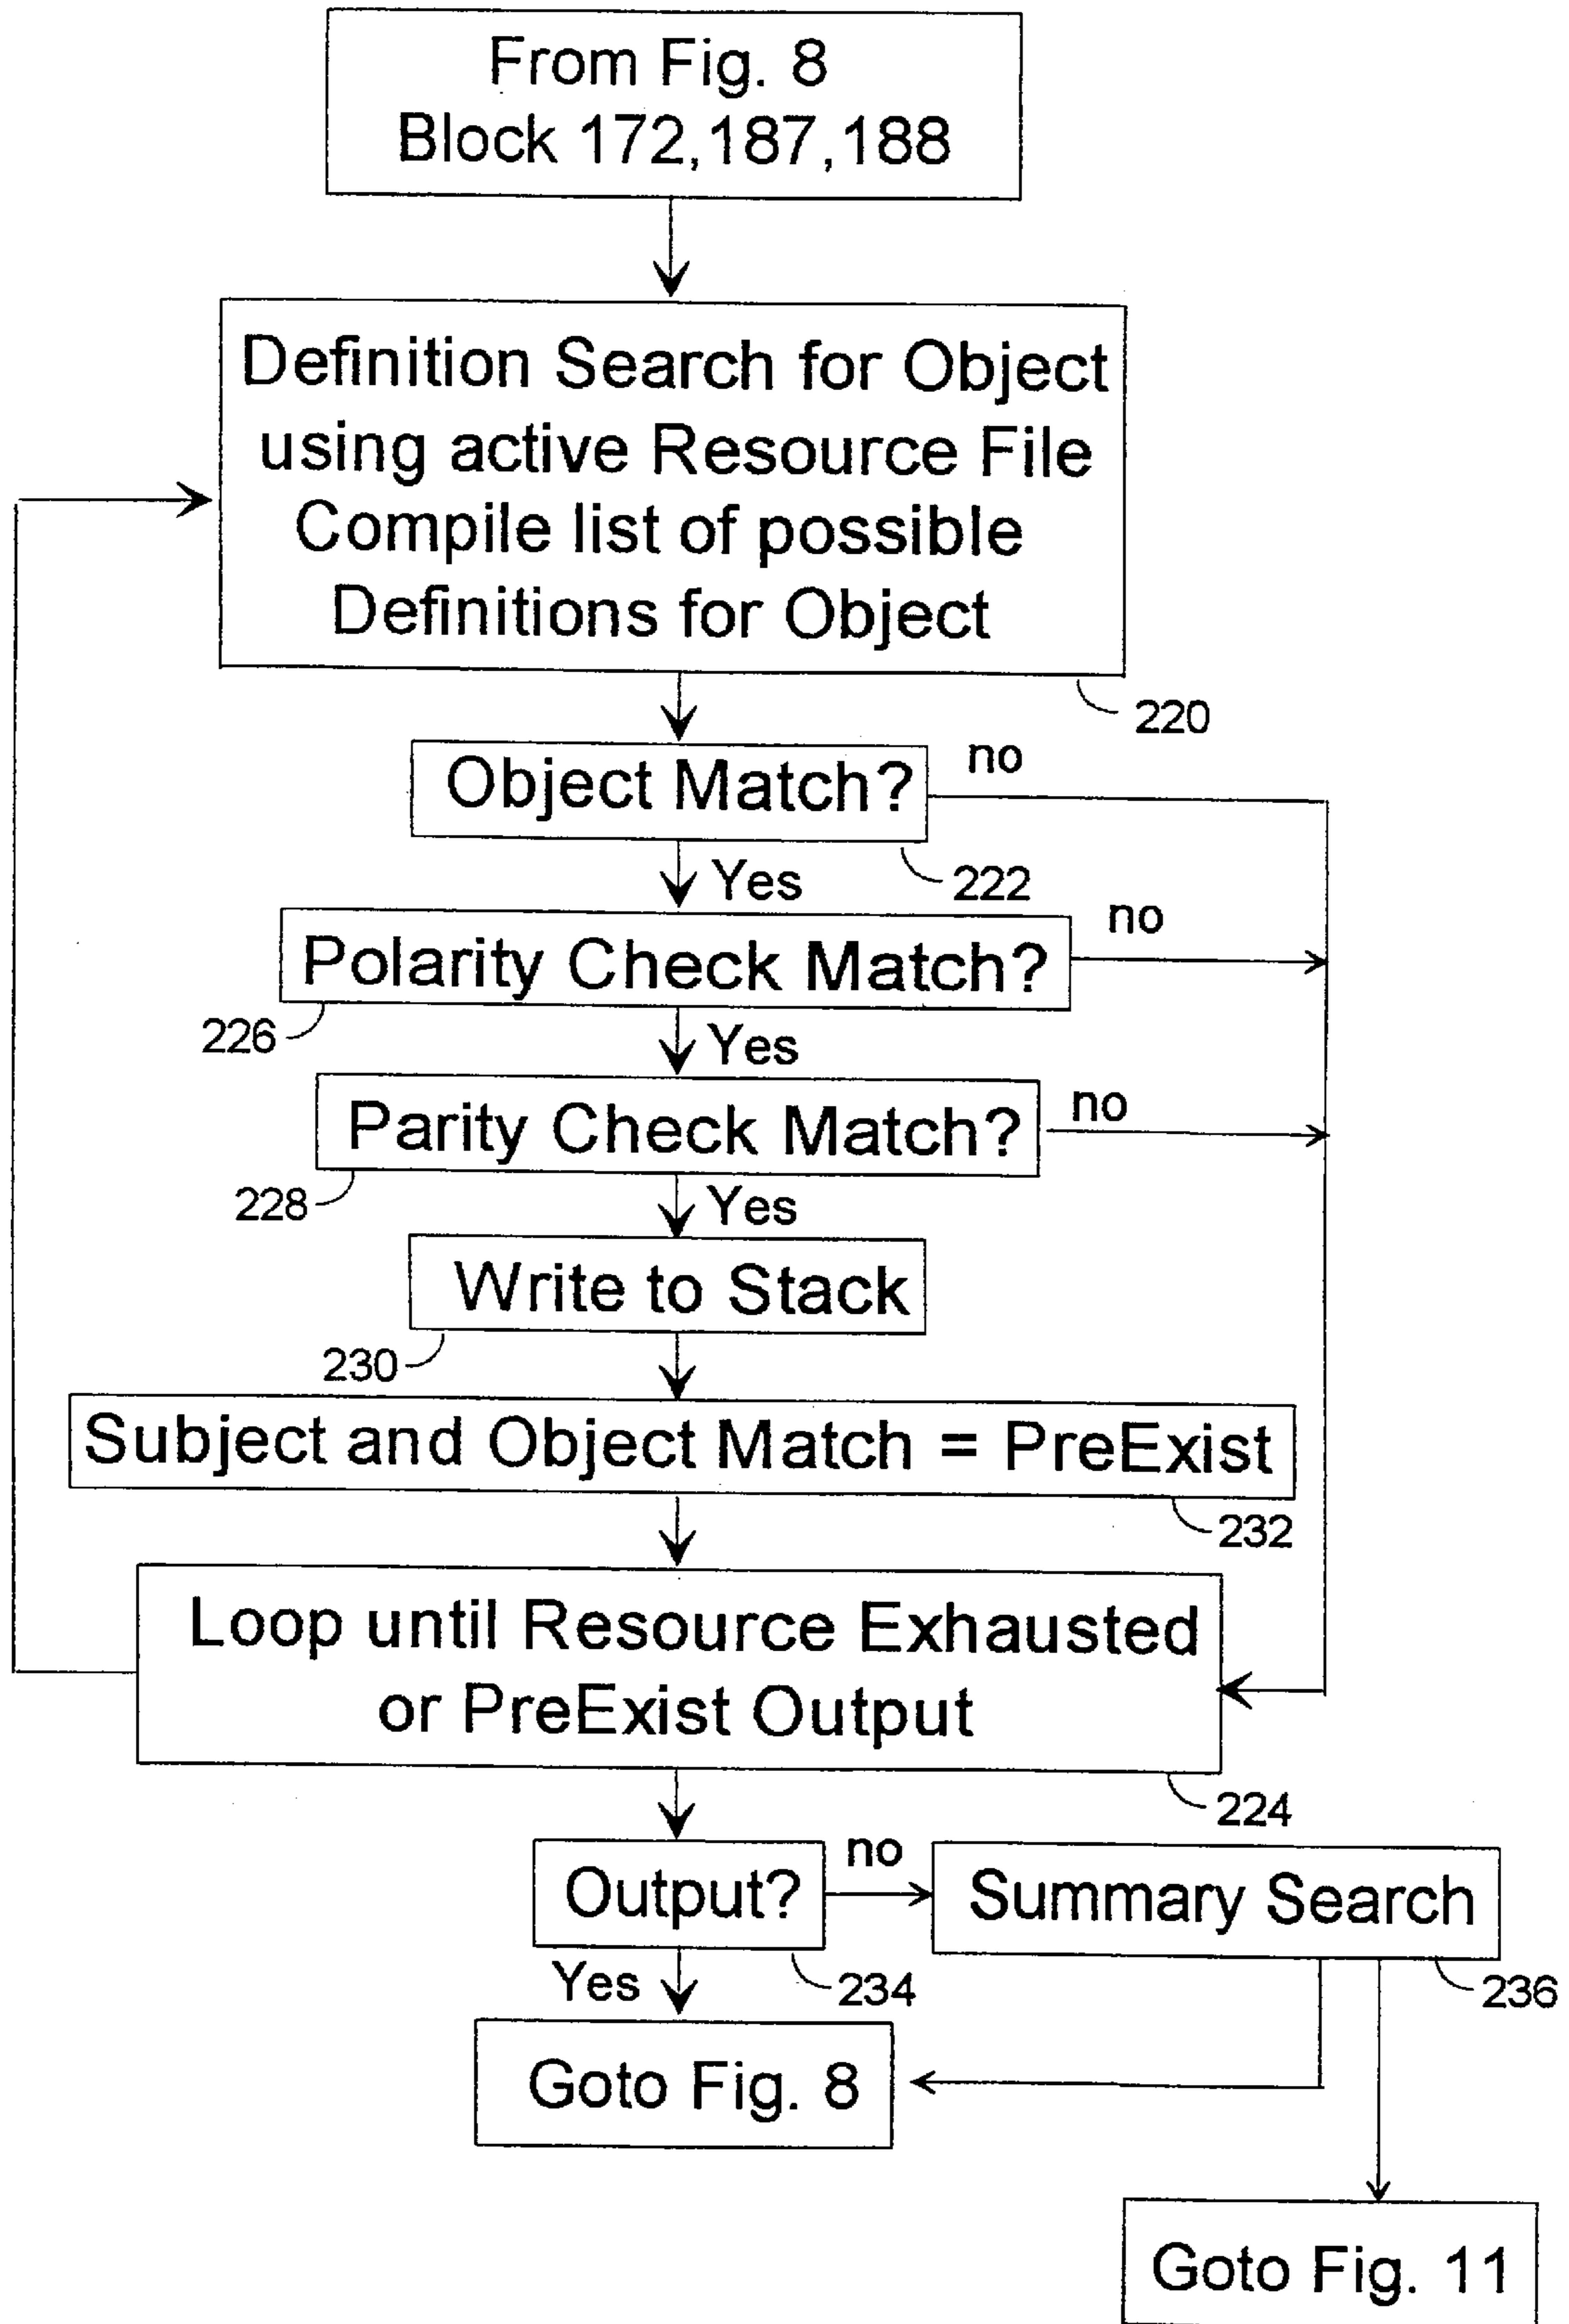 From Fig. 8
Block 172,187,188
Definition Search for Object
using active Resource File
Compile list of possible
Definitions for Object
220
Object Match?
no
222
Yes
Polarity Check Match?
no
226
Yes
Parity Check Match?
no
228
Yes
Write to Stack
230
Subject and Object Match = PreExist
232
Loop until Resource Exhausted
or PreExist Output
224
Output?
no
Summary Search
Yes
234
236
Goto Fig. 8
Goto Fig. 11